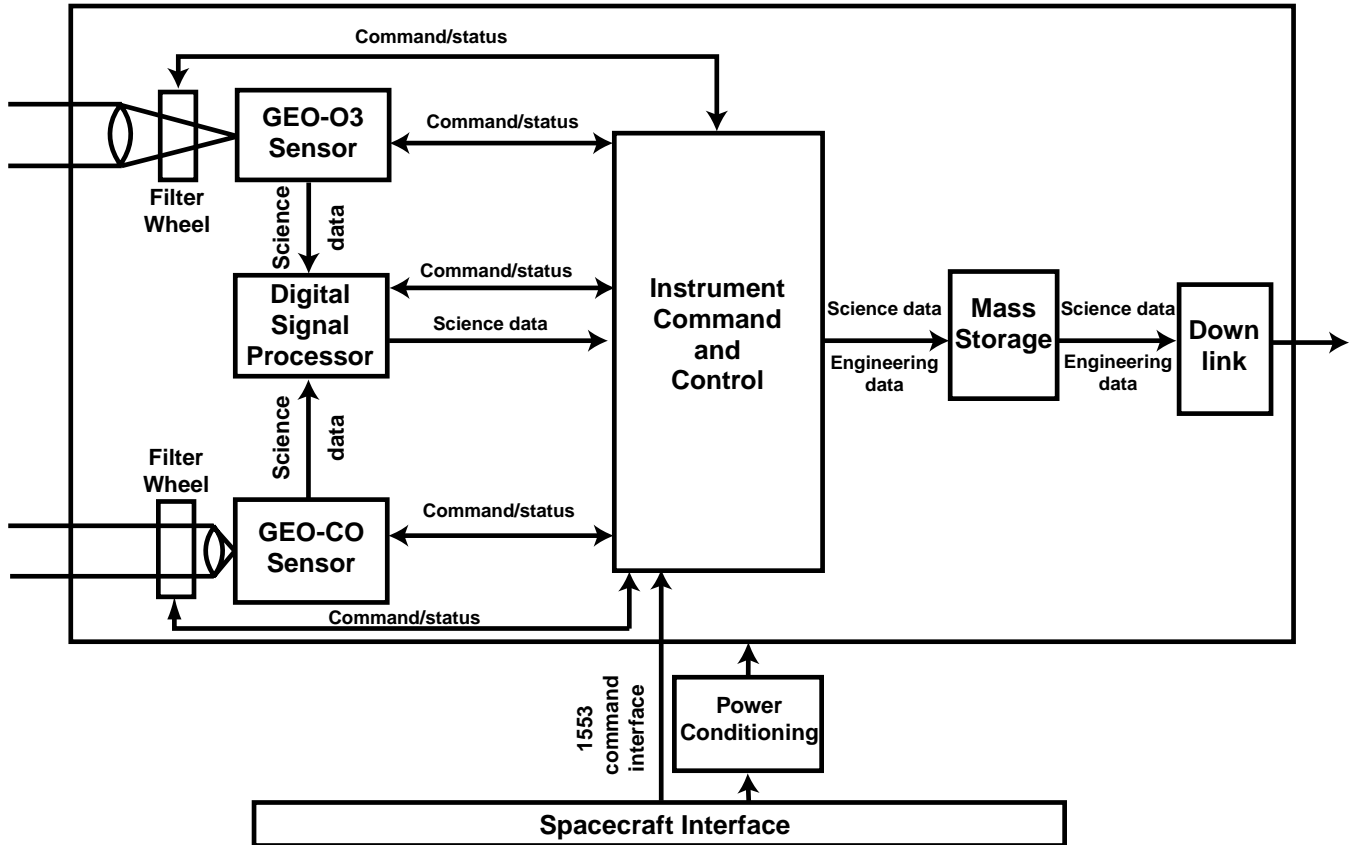 Command/status
GEO-O3
Sensor
Command/status
Filter
Wheel
Science
data
Digital
Signal
Processor
Command/status
Science data
Instrument
Command
and
Control
Science data
Engineering
data
Mass
Storage
Science data
Engineering
data
Down
link
Science
data
Filter
Wheel
GEO-CO
Sensor
Command/status
Command/status
1553
command
interface
Power
Conditioning
Spacecraft Interface